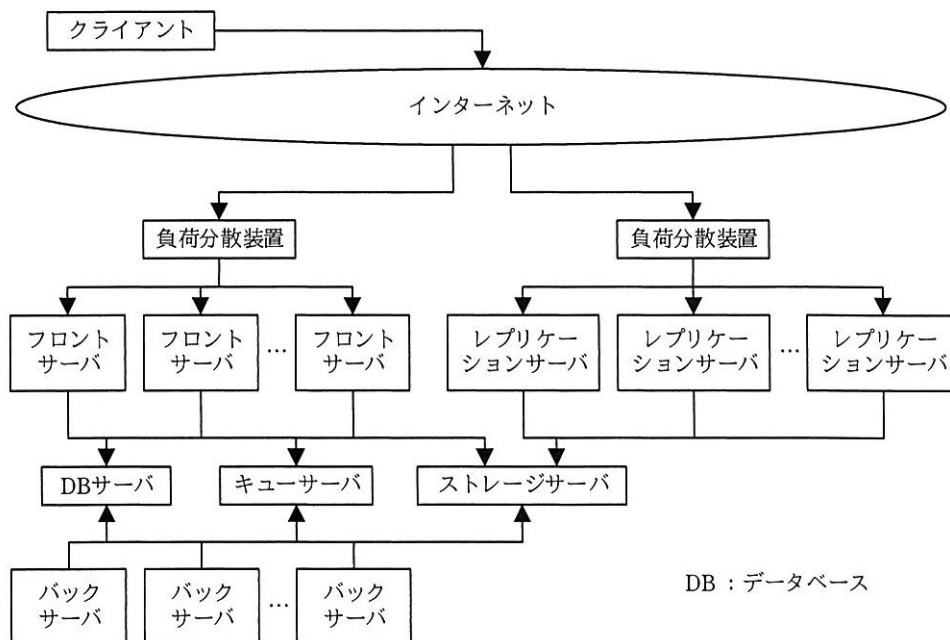 クライアント
インターネット
負荷分散装置
負荷分散装置
フロント
サーバ
フロント
サーバ
…
フロント
サーバ
レプリケー
ションサーバ
レプリケー
ションサーバ
…
レプリケー
ションサーバ
DBサーバ
キューサーバ
ストレージサーバ
バック
サーバ
バック
サーバ
…
バック
サーバ
DB：データベース